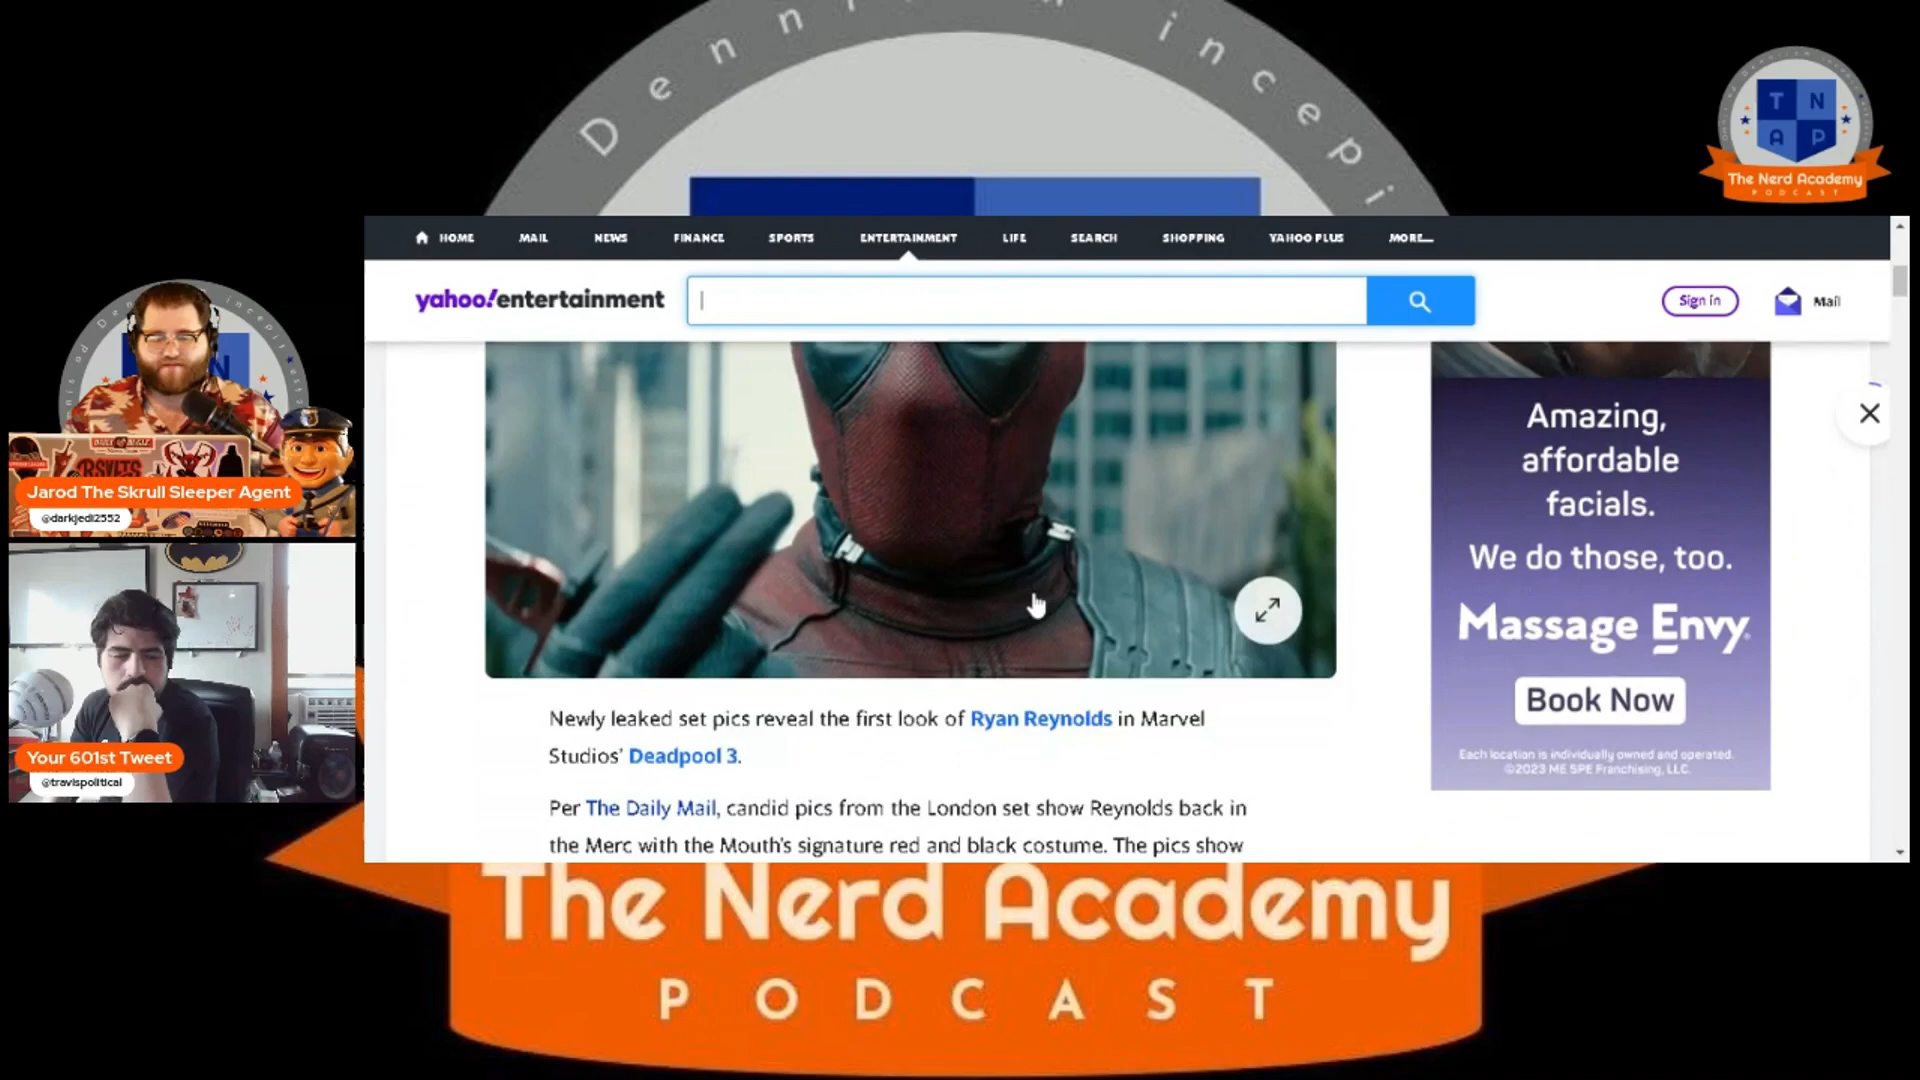 Dennis ad incepi
T N
A P
The Nerd Academy
PODCAST
HOME MAIL NEWS FINANCE SPORTS ENTERTAINMENT LIFE SEARCH SHOPPING YAHOO PLUS MORE...
yahoo!entertainment
Sign in
Mail
Amazing,
affordable
facials.
We do those, too.
Massage Envy
Book Now
Each location is individually owned and operated.
©2023 ME SPE Franchising, LLC.
Newly leaked set pics reveal the first look of Ryan Reynolds in Marvel
Studios' Deadpool 3.
Per The Daily Mail, candid pics from the London set show Reynolds back in
the Merc with the Mouth's signature red and black costume. The pics show
Jarod The Skrull Sleeper Agent
@darkjedi2552
Your 601st Tweet
@travispolitical
The Nerd Academy
PODCAST